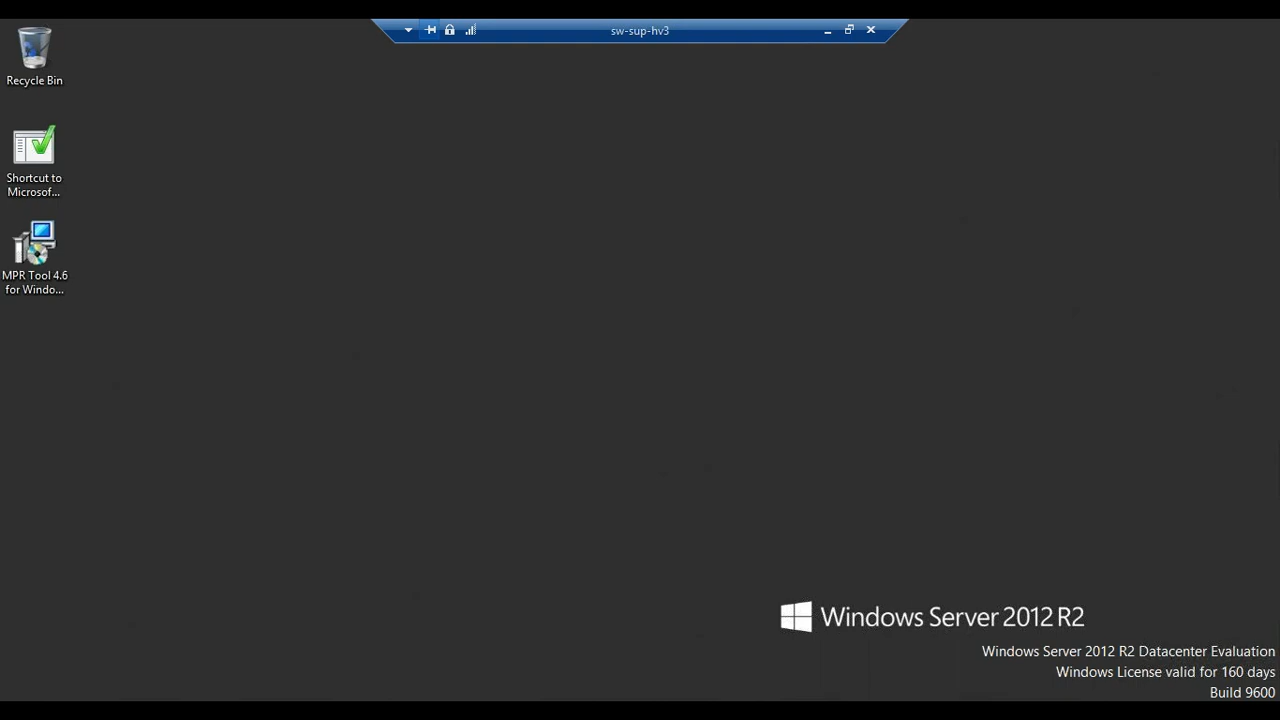 sw-sup-hv3
Recycle Bin
Shortcut to
Microsof...
MPR Tool 4.6
for Windo...
Windows Server 2012 R2
Windows Server 2012 R2 Datacenter Evaluation
Windows License valid for 160 days
Build 9600